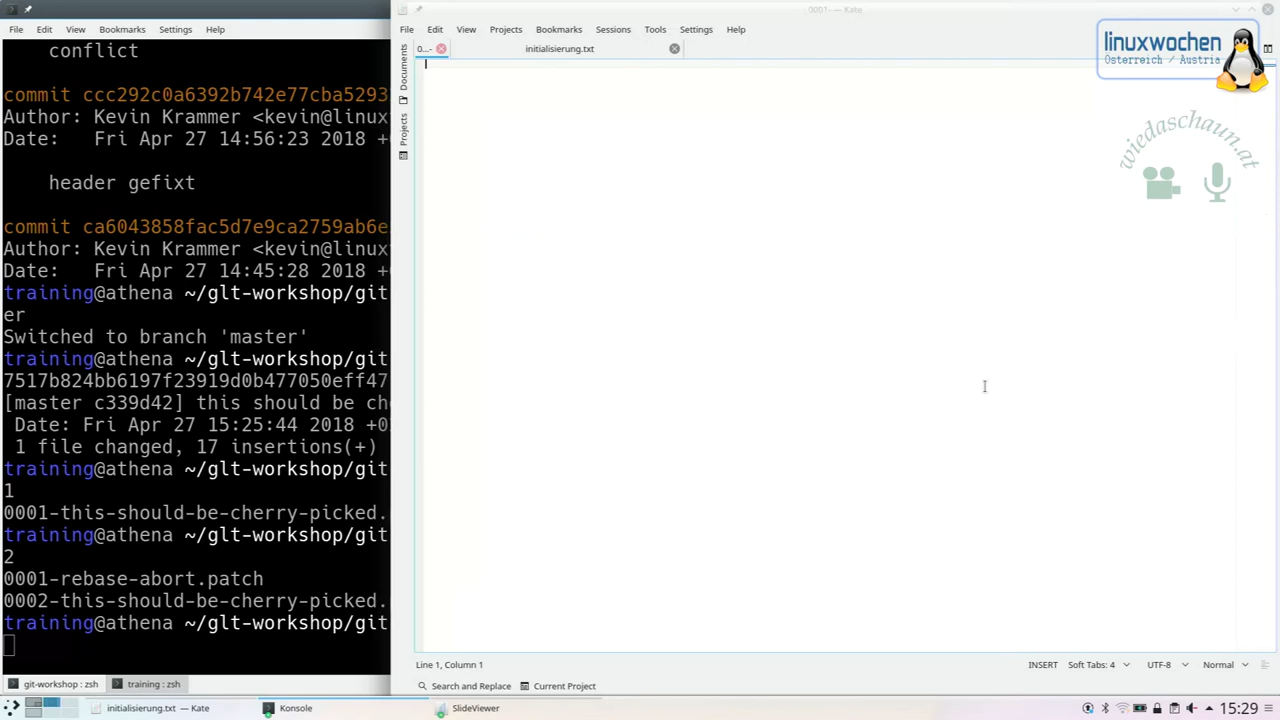 0001- — Kate
File Edit View Bookmarks Settings Help
File Edit View Projects Bookmarks Sessions Tools Settings Help
0...-
initialisierung.txt
linuxwochen
Österreich / Austria
wiedaschaun.at
Documents
Projects
conflict
commit ccc292c0a6392b742e77cba5293
Author: Kevin Krammer <kevin@linux
Date: Fri Apr 27 14:56:23 2018 +
header gefixt
commit ca6043858fac5d7e9ca2759ab6e
Author: Kevin Krammer <kevin@linux
Date: Fri Apr 27 14:45:28 2018 +
training@athena ~/glt-workshop/git
er
Switched to branch 'master'
training@athena ~/glt-workshop/git
7517b824bb6197f23919d0b477050eff47
[master c339d42] this should be ch
Date: Fri Apr 27 15:25:44 2018 +0
1 file changed, 17 insertions(+)
training@athena ~/glt-workshop/git
1
0001-this-should-be-cherry-picked.
training@athena ~/glt-workshop/git
2
0001-rebase-abort.patch
0002-this-should-be-cherry-picked.
training@athena ~/glt-workshop/git
Line 1, Column 1
INSERT Soft Tabs: 4 UTF-8 Normal
git-workshop : zsh
training : zsh
Search and Replace
Current Project
initialisierung.txt — Kate
Konsole
SlideViewer
15:29